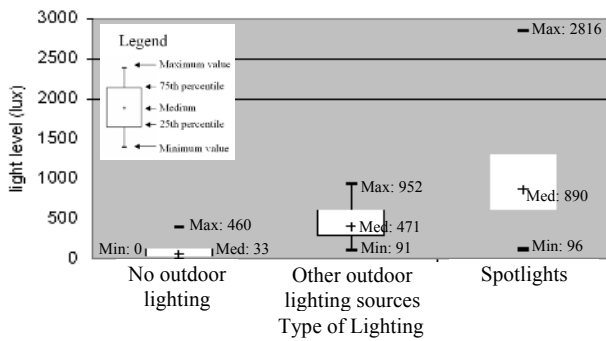 3000
2500
2000
1500
1000
500
0
light level (lux)
Legend
Maximum value
75th percentile
Medium
25th percentile
Minimum value
Max: 2816
Max: 952
Med: 890
Max: 460
Med: 471
Min: 0
Med: 33
Min: 91
Min: 96
No outdoor
lighting
Other outdoor
lighting sources
Spotlights
Type of Lighting